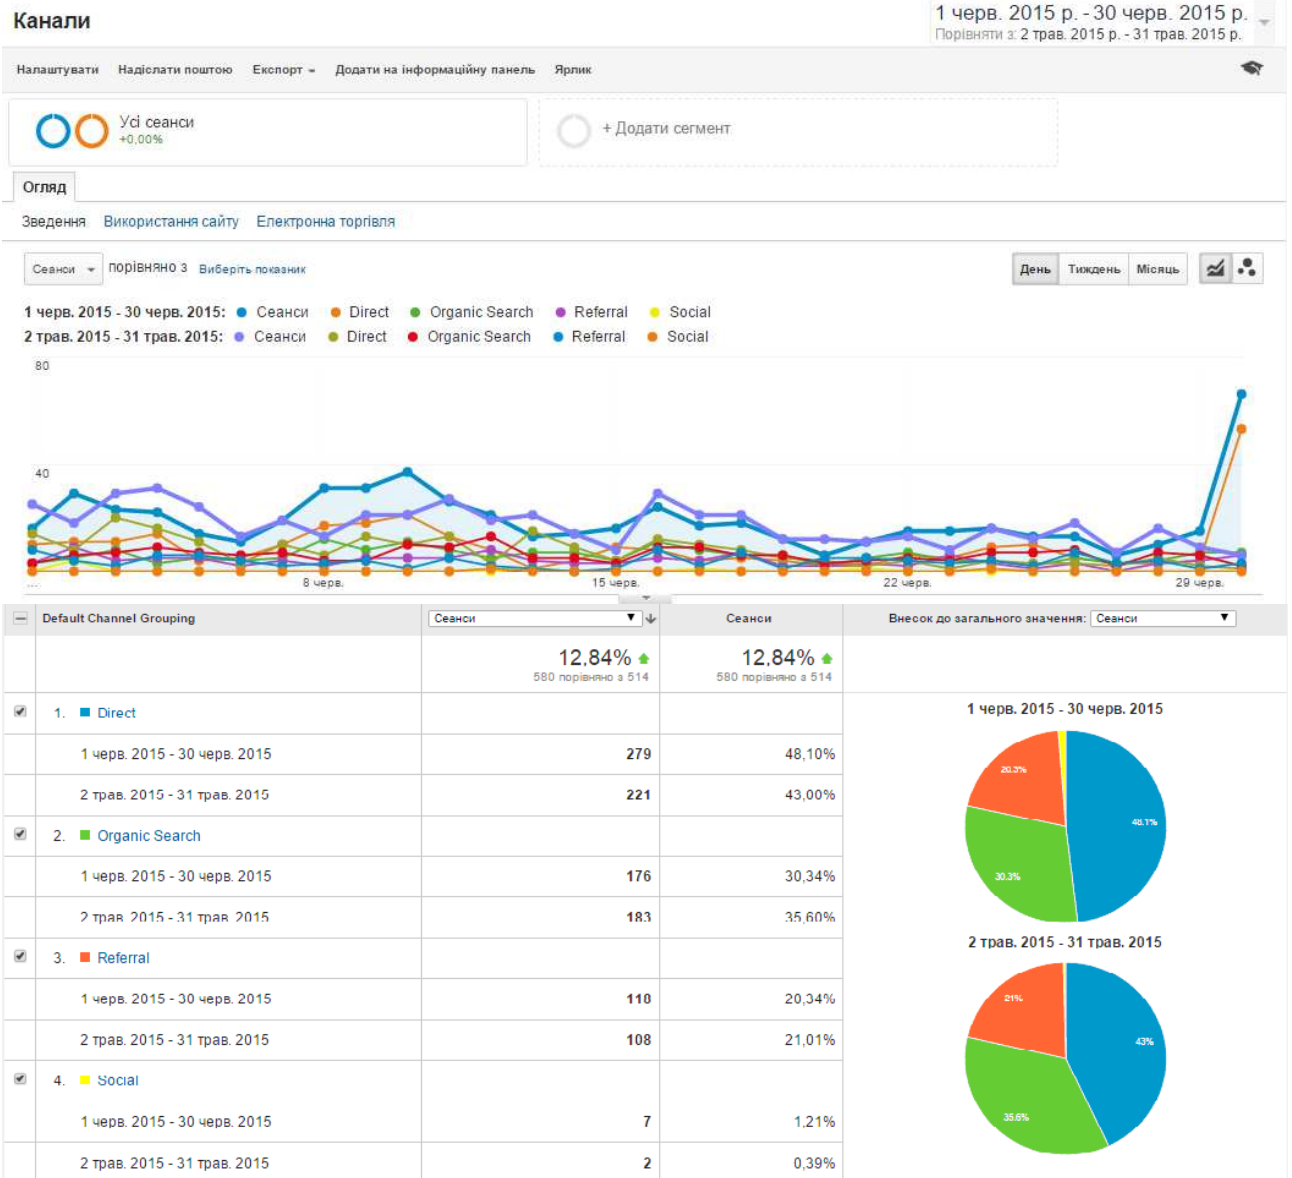 Канали
1 черв. 2015 р. - 30 черв. 2015 р.
Порівняти з: 2 трав. 2015 р. - 31 трав. 2015 р.
Налаштувати Надіслати поштою Експорт Додати на інформаційну панель Ярлик
Усі сеанси
+0,00%
+ Додати сегмент
Огляд
Зведення Використання сайту Електронна торгівля
Сеанси порівняно з Виберіть показник
День Тиждень Місяць
1 черв. 2015 - 30 черв. 2015: Сеанси Direct Organic Search Referral Social
2 трав. 2015 - 31 трав. 2015: Сеанси Direct Organic Search Referral Social
80
40
... 8 черв. 15 черв. 22 черв. 29 черв.
Default Channel Grouping Сеанси Сеанси Внесок до загального значення: Сеанси
12,84% 12,84%
580 порівняно з 514 580 порівняно з 514
1. Direct
1 черв. 2015 - 30 черв. 2015 279 48,10%
2 трав. 2015 - 31 трав. 2015 221 43,00%
2. Organic Search
1 черв. 2015 - 30 черв. 2015 176 30,34%
2 трав. 2015 - 31 трав. 2015 183 35,60%
3. Referral
1 черв. 2015 - 30 черв. 2015 118 20,34%
2 трав. 2015 - 31 трав. 2015 108 21,01%
4. Social
1 черв. 2015 - 30 черв. 2015 7 1,21%
2 трав. 2015 - 31 трав. 2015 2 0,39%
1 черв. 2015 - 30 черв. 2015
20.3%
48.1%
30.3%
2 трав. 2015 - 31 трав. 2015
21%
43%
35.6%